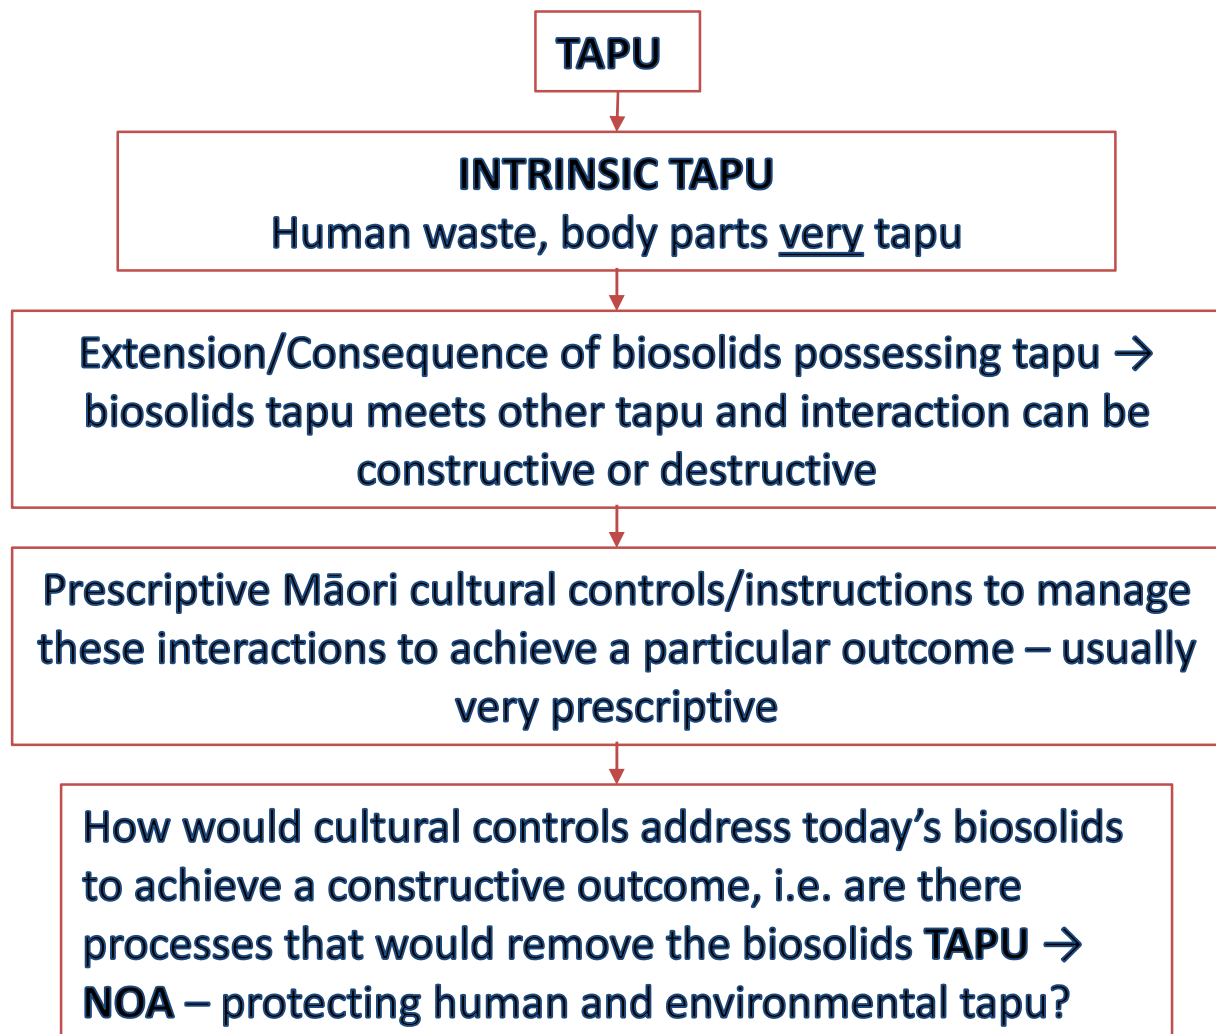 TAPU
INTRINSIC TAPU
Human waste, body parts very tapu
Extension/Consequence of biosolids possessing tapu →
biosolids tapu meets other tapu and interaction can be
constructive or destructive
Prescriptive Māori cultural controls/instructions to manage
these interactions to achieve a particular outcome – usually
very prescriptive
How would cultural controls address today’s biosolids
to achieve a constructive outcome, i.e. are there
processes that would remove the biosolids TAPU →
NOA – protecting human and environmental tapu?